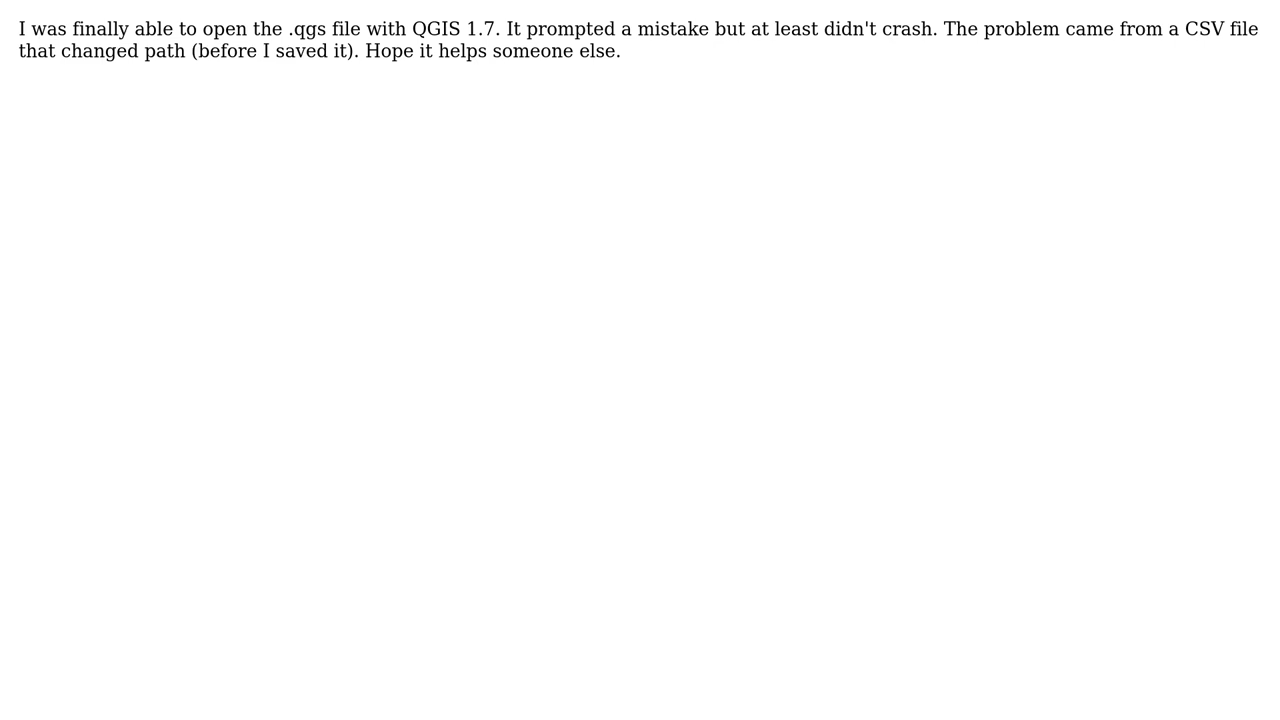 I was finally able to open the .qgs file with QGIS 1.7. It prompted a mistake but at least didn't crash. The problem came from a CSV file
that changed path (before I saved it). Hope it helps someone else.